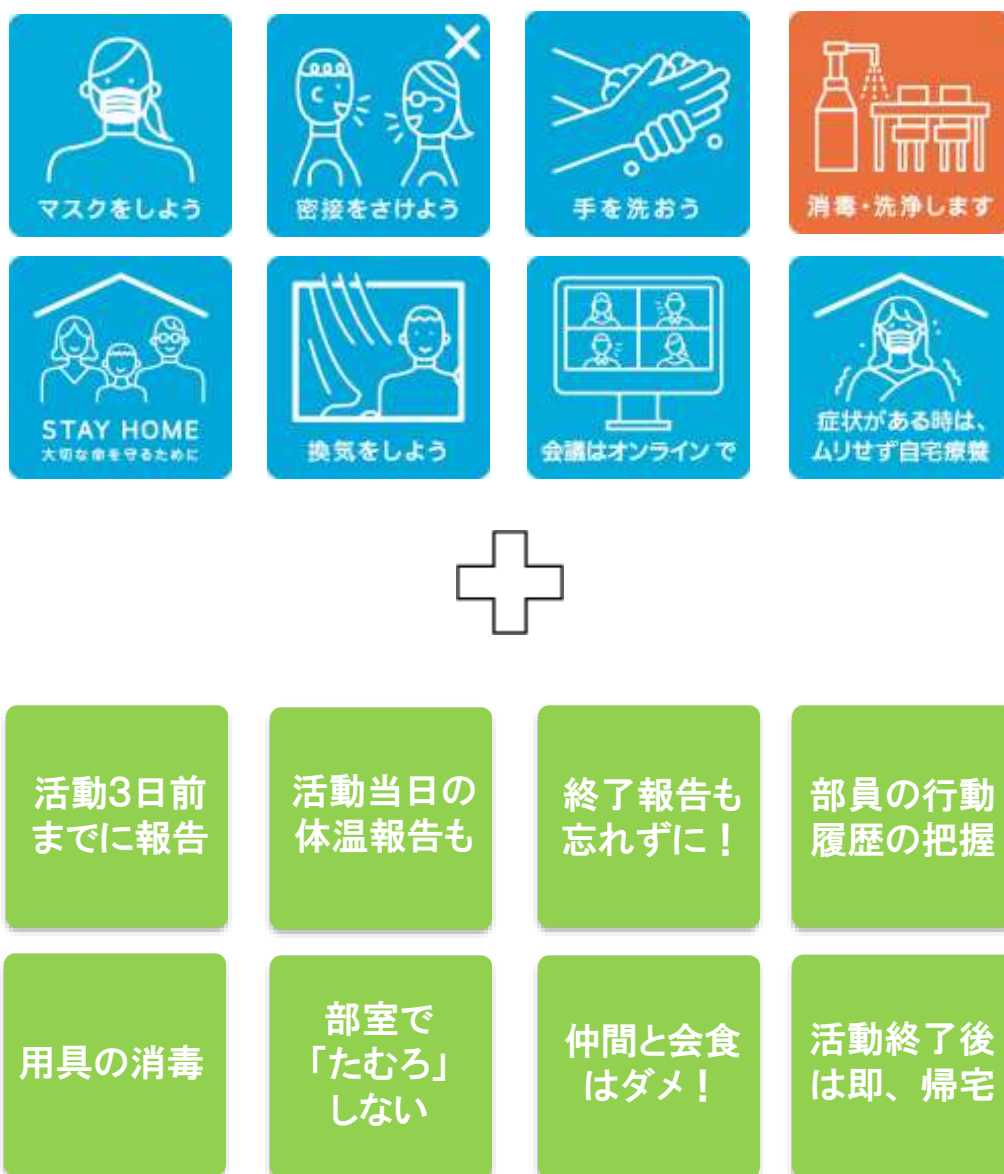 マスクをしよう
密接をさけよう
手を洗おう
消毒・洗浄します
STAY HOME
大切な命を守るために
換気をしよう
会議はオンラインで
症状がある時は、
ムリせず自宅療養
活動3日前
までに報告
活動当日の
体温報告も
終了報告も
忘れずに！
部員の行動
履歴の把握
用具の消毒
部室で
「たむろ」
しない
仲間と会食
はダメ！
活動終了後
は即、帰宅